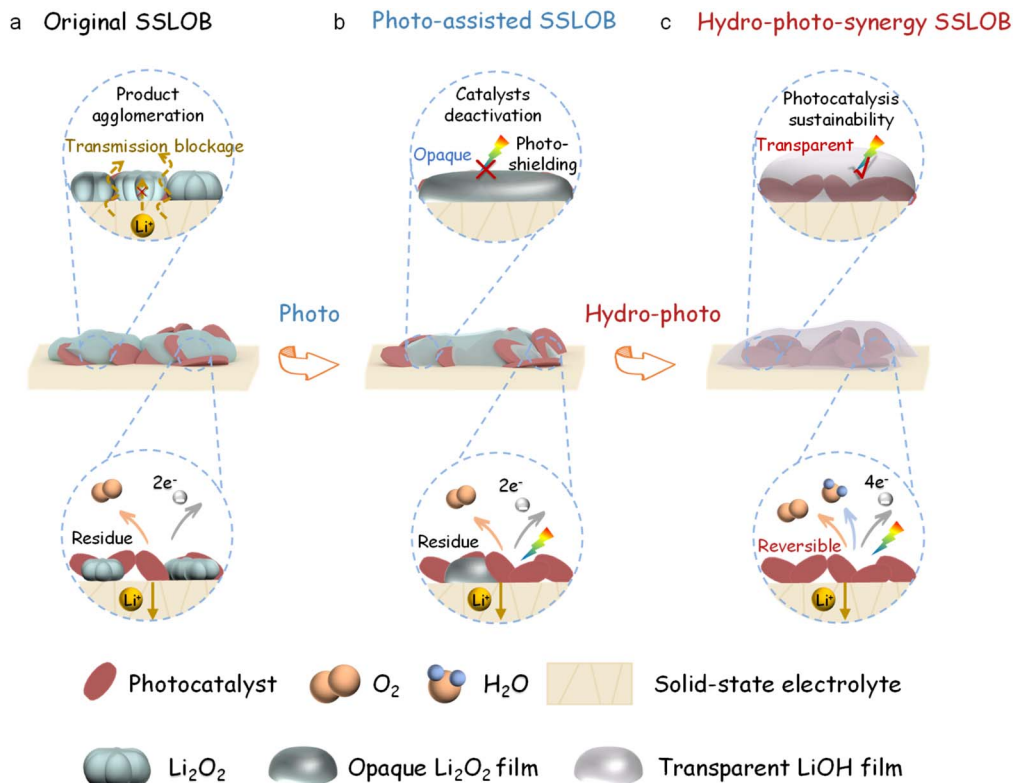 a Original SSLOB
b Photo-assisted SSLOB
c Hydro-photo-synergy SSLOB
Product
agglomeration
Transmission blockage
Li⁺
Catalysts
deactivation
Opaque
Photo-
shielding
Photocatalysis
sustainability
Transparent
Photo
Hydro-photo
2e⁻
Residue
Li⁺
2e⁻
Residue
Li⁺
4e⁻
Reversible
Li⁺
Photocatalyst
O₂
H₂O
Solid-state electrolyte
Li₂O₂
Opaque Li₂O₂ film
Transparent LiOH film